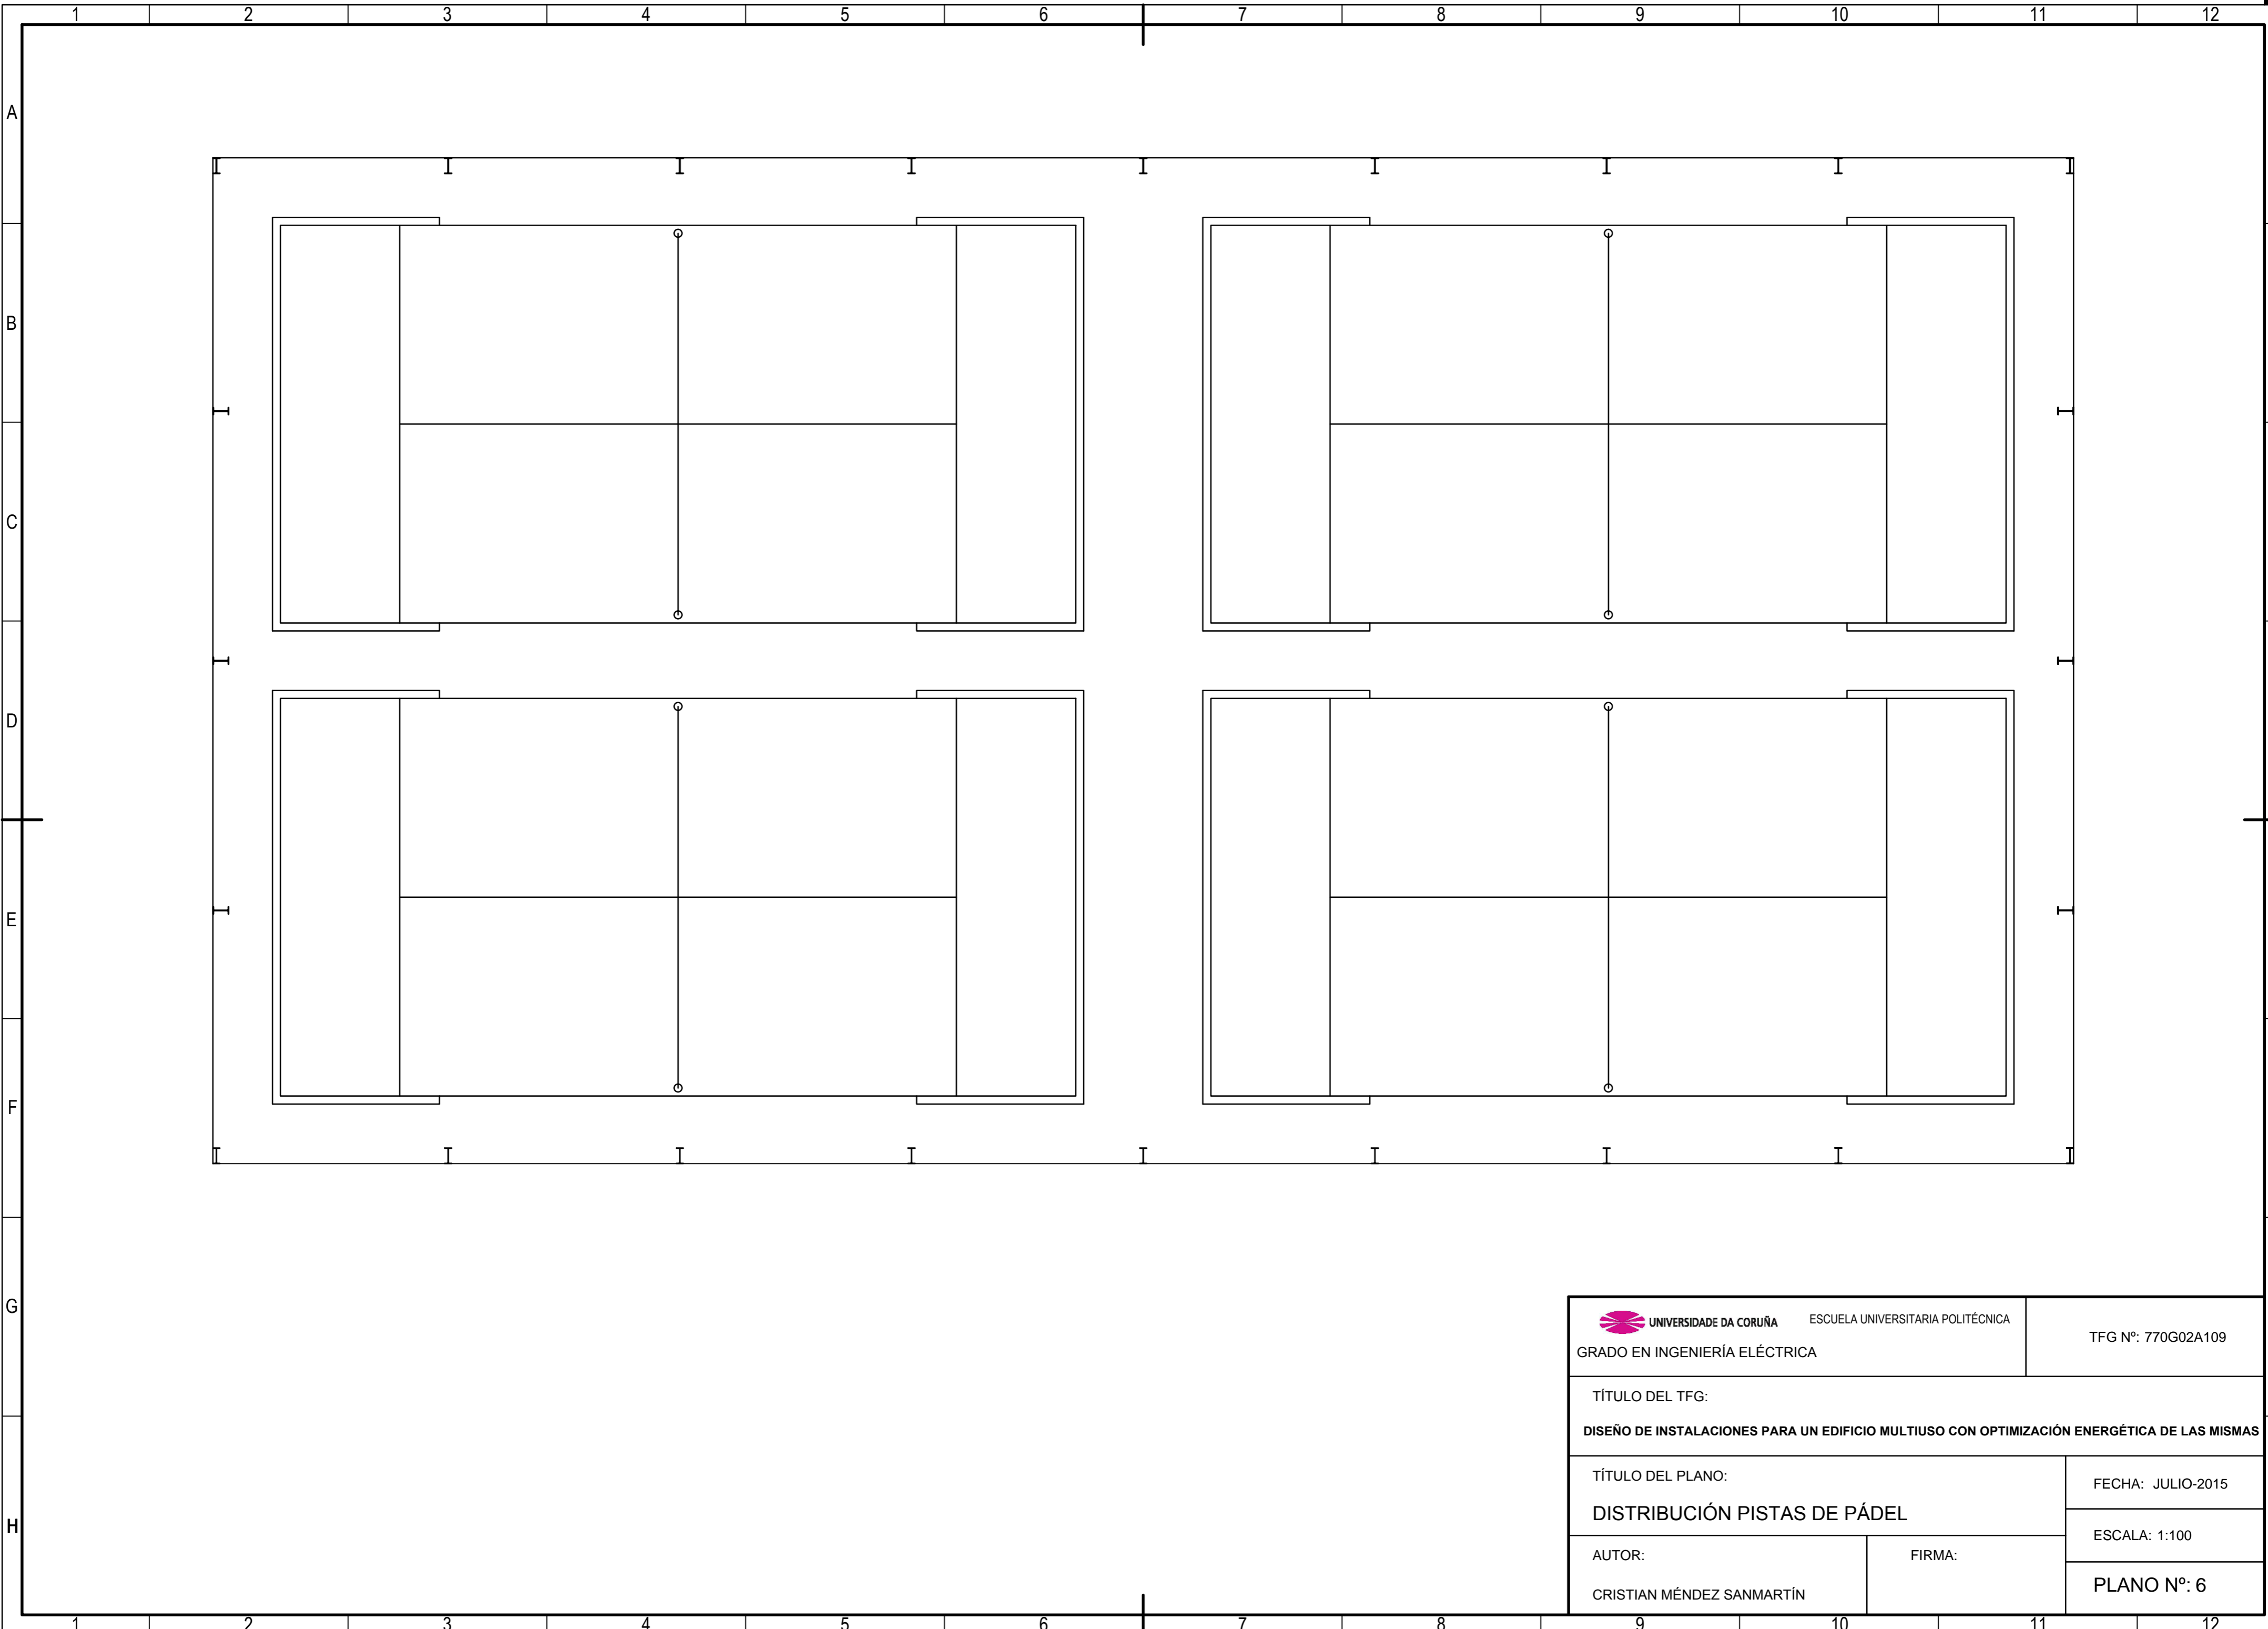 1 2 3 4 5 6 7 8 9 10 11 12
A
B
C
D
E
F
G
H
UNIVERSIDADE DA CORUÑA ESCUELA UNIVERSITARIA POLITÉCNICA
GRADO EN INGENIERÍA ELÉCTRICA
TFG Nº: 770G02A109
TÍTULO DEL TFG:
DISEÑO DE INSTALACIONES PARA UN EDIFICIO MULTIUSO CON OPTIMIZACIÓN ENERGÉTICA DE LAS MISMAS
TÍTULO DEL PLANO:
DISTRIBUCIÓN PISTAS DE PÁDEL
FECHA: JULIO-2015
ESCALA: 1:100
AUTOR:
CRISTIAN MÉNDEZ SANMARTÍN
FIRMA:
PLANO Nº: 6
1 2 3 4 5 6 7 8 9 10 11 12